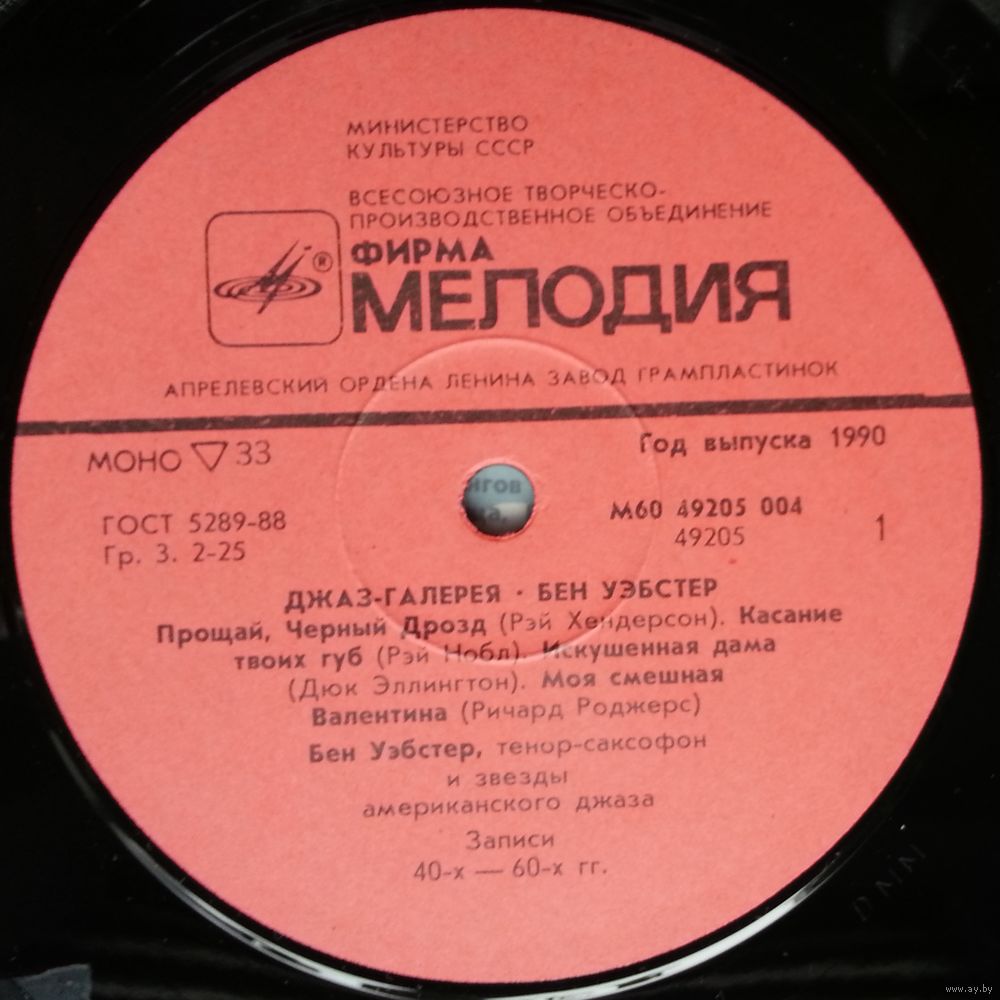 МИНИСТЕРСТВО
КУЛЬТУРЫ СССР
ВСЕСОЮЗНОЕ ТВОРЧЕСКО-
ПРОИЗВОДСТВЕННОЕ ОБЪЕДИНЕНИЕ
®
ФИРМА
МЕЛОДИЯ
АПРЕЛЕВСКИЙ ОРДЕНА ЛЕНИНА ЗАВОД ГРАМПЛАСТИНОК
МОНО ▽ 33
Год выпуска 1990
ГОСТ 5289-88
Гр. 3. 2-25
М60 49205 004
49205
1
ДЖАЗ-ГАЛЕРЕЯ · БЕН УЭБСТЕР
Прощай, Черный Дрозд (Рэй Хендерсон). Касание
твоих губ (Рэй Нобл). Искушенная дама
(Дюк Эллингтон). Моя смешная
Валентина (Ричард Роджерс)
Бен Уэбстер, тенор-саксофон
и звезды
американского джаза
Записи
40-х — 60-х гг.
www.ay.by